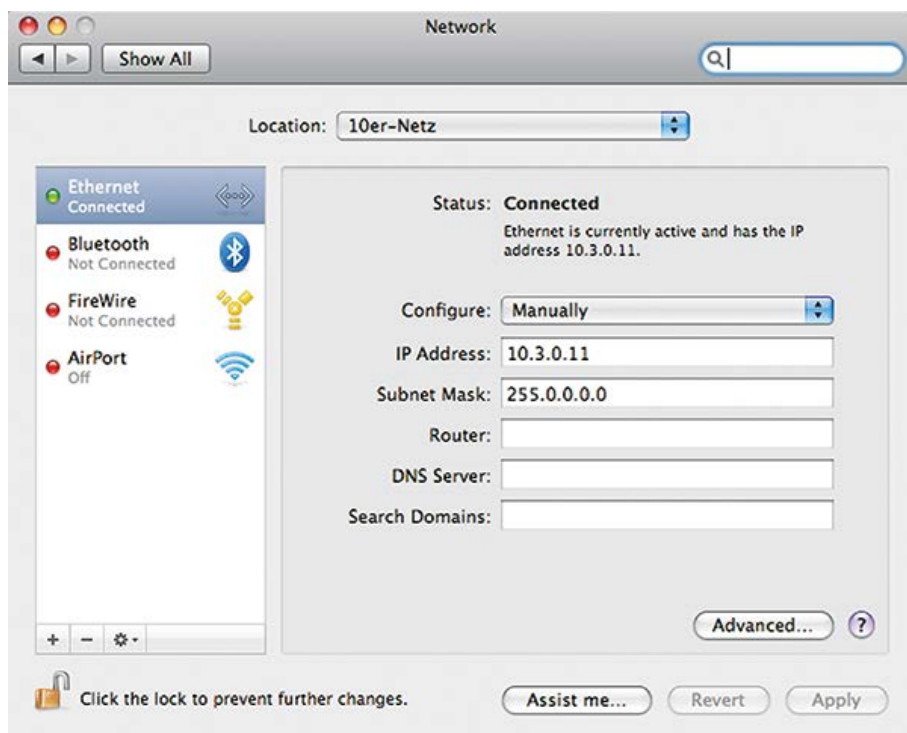 Network
Show All
Location: 10er-Netz
Ethernet
Connected
Bluetooth
Not Connected
FireWire
Not Connected
AirPort
Off
Status: Connected
Ethernet is currently active and has the IP
address 10.3.0.11.
Configure: Manually
IP Address: 10.3.0.11
Subnet Mask: 255.0.0.0
Router:
DNS Server:
Search Domains:
Advanced... ?
+ −
Click the lock to prevent further changes.
Assist me... Revert Apply